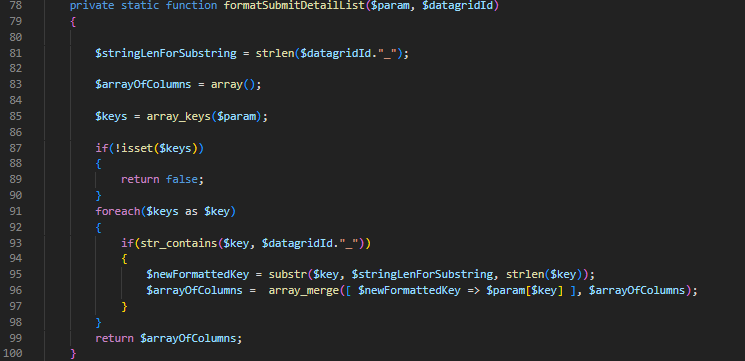 78 private static function formatSubmitDetailList($param, $datagridId)
79 {
80
81 $stringLenForSubstring = strlen($datagridId."_");
82
83 $arrayOfColumns = array();
84
85 $keys = array_keys($param);
86
87 if(!isset($keys))
88 {
89 return false;
90 }
91 foreach($keys as $key)
92 {
93 if(str_contains($key, $datagridId."_"))
94 {
95 $newFormattedKey = substr($key, $stringLenForSubstring, strlen($key));
96 $arrayOfColumns =  array_merge([ $newFormattedKey => $param[$key] ], $arrayOfColumns);
97 }
98 }
99 return $arrayOfColumns;
100 }